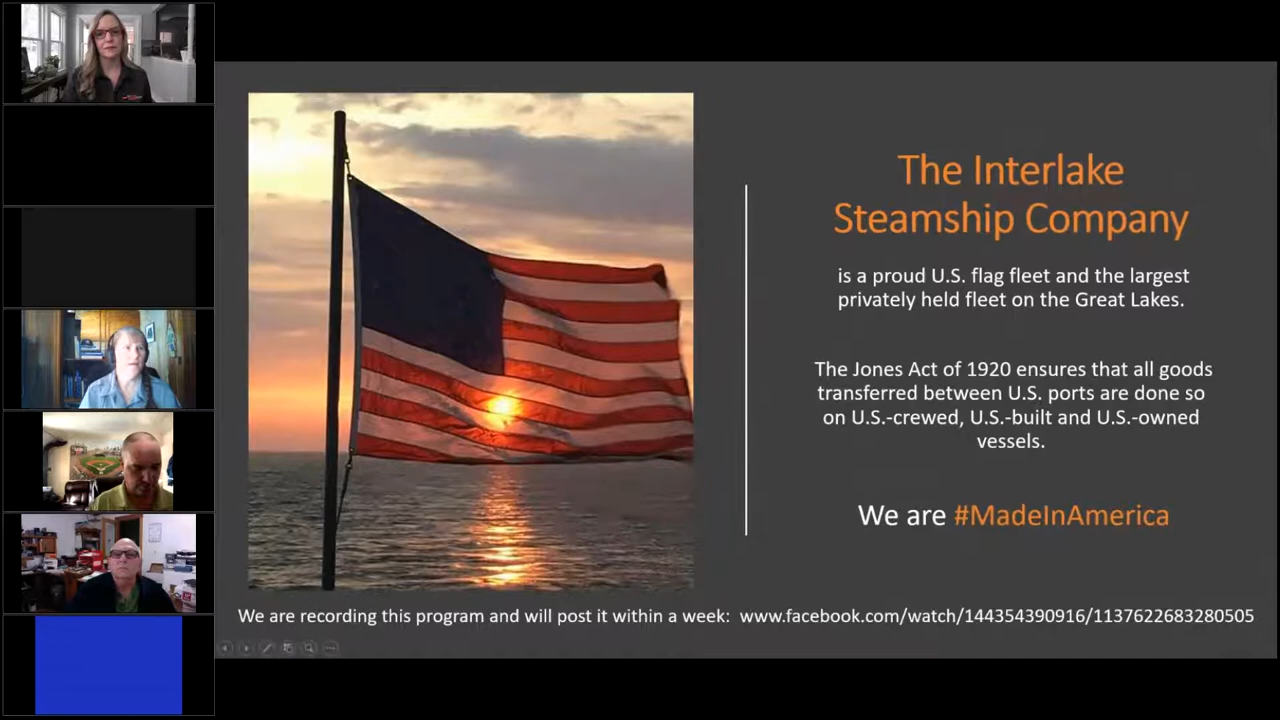 The Interlake
Steamship Company
is a proud U.S. flag fleet and the largest
privately held fleet on the Great Lakes.
The Jones Act of 1920 ensures that all goods
transferred between U.S. ports are done so
on U.S.-crewed, U.S.-built and U.S.-owned
vessels.
We are #MadeInAmerica
We are recording this program and will post it within a week:  www.facebook.com/watch/144354390916/1137622683280505